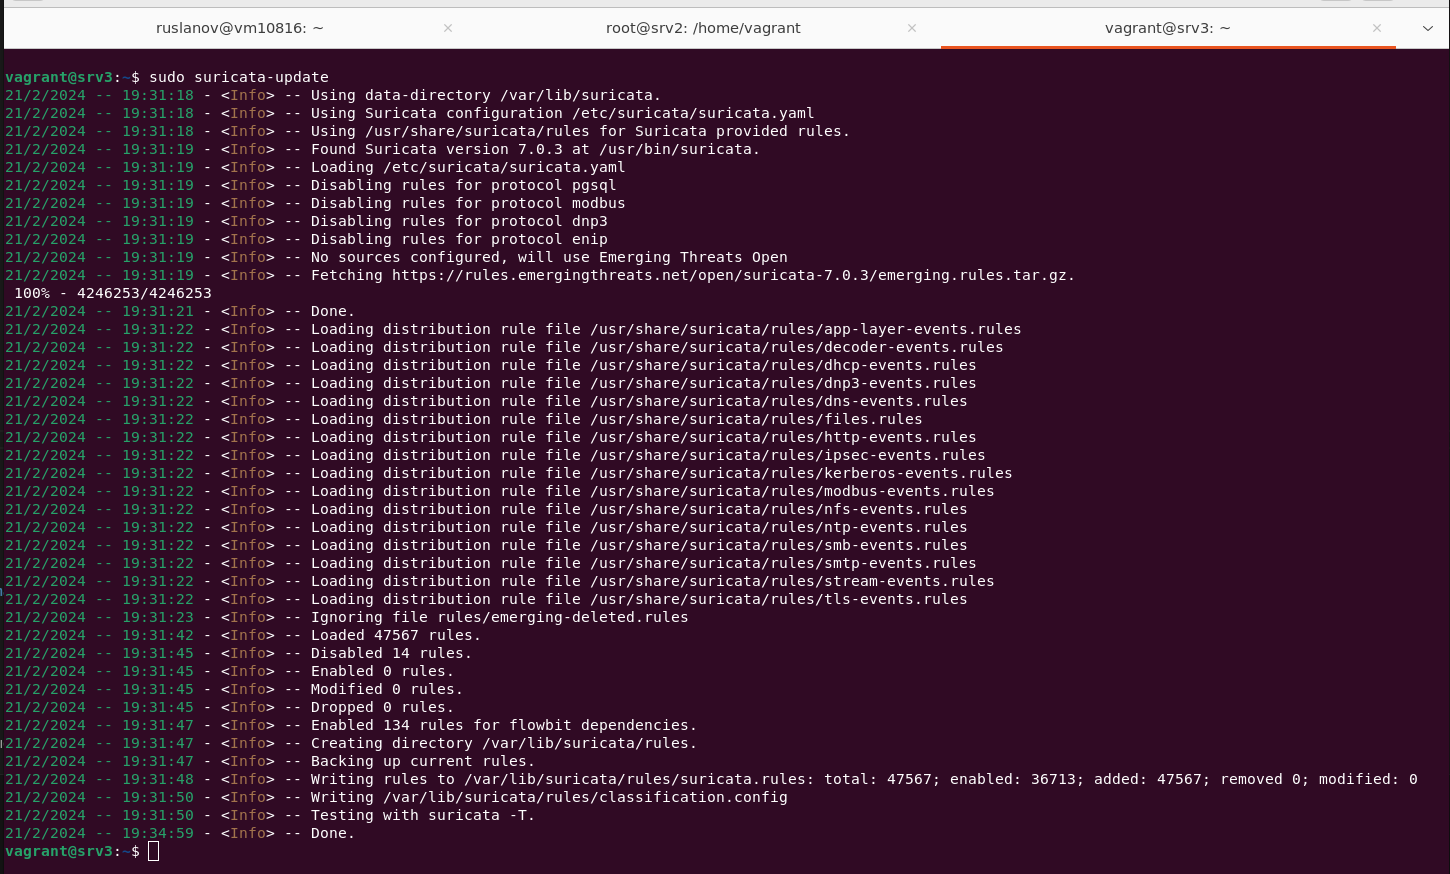 ruslanov@vm10816: ~ × root@srv2: /home/vagrant × vagrant@srv3: ~ ×
vagrant@srv3:~$ sudo suricata-update
21/2/2024 -- 19:31:18 - <Info> -- Using data-directory /var/lib/suricata.
21/2/2024 -- 19:31:18 - <Info> -- Using Suricata configuration /etc/suricata/suricata.yaml
21/2/2024 -- 19:31:18 - <Info> -- Using /usr/share/suricata/rules for Suricata provided rules.
21/2/2024 -- 19:31:19 - <Info> -- Found Suricata version 7.0.3 at /usr/bin/suricata.
21/2/2024 -- 19:31:19 - <Info> -- Loading /etc/suricata/suricata.yaml
21/2/2024 -- 19:31:19 - <Info> -- Disabling rules for protocol pgsql
21/2/2024 -- 19:31:19 - <Info> -- Disabling rules for protocol modbus
21/2/2024 -- 19:31:19 - <Info> -- Disabling rules for protocol dnp3
21/2/2024 -- 19:31:19 - <Info> -- Disabling rules for protocol enip
21/2/2024 -- 19:31:19 - <Info> -- No sources configured, will use Emerging Threats Open
21/2/2024 -- 19:31:19 - <Info> -- Fetching https://rules.emergingthreats.net/open/suricata-7.0.3/emerging.rules.tar.gz.
100% - 4246253/4246253
21/2/2024 -- 19:31:21 - <Info> -- Done.
21/2/2024 -- 19:31:22 - <Info> -- Loading distribution rule file /usr/share/suricata/rules/app-layer-events.rules
21/2/2024 -- 19:31:22 - <Info> -- Loading distribution rule file /usr/share/suricata/rules/decoder-events.rules
21/2/2024 -- 19:31:22 - <Info> -- Loading distribution rule file /usr/share/suricata/rules/dhcp-events.rules
21/2/2024 -- 19:31:22 - <Info> -- Loading distribution rule file /usr/share/suricata/rules/dnp3-events.rules
21/2/2024 -- 19:31:22 - <Info> -- Loading distribution rule file /usr/share/suricata/rules/dns-events.rules
21/2/2024 -- 19:31:22 - <Info> -- Loading distribution rule file /usr/share/suricata/rules/files.rules
21/2/2024 -- 19:31:22 - <Info> -- Loading distribution rule file /usr/share/suricata/rules/http-events.rules
21/2/2024 -- 19:31:22 - <Info> -- Loading distribution rule file /usr/share/suricata/rules/ipsec-events.rules
21/2/2024 -- 19:31:22 - <Info> -- Loading distribution rule file /usr/share/suricata/rules/kerberos-events.rules
21/2/2024 -- 19:31:22 - <Info> -- Loading distribution rule file /usr/share/suricata/rules/modbus-events.rules
21/2/2024 -- 19:31:22 - <Info> -- Loading distribution rule file /usr/share/suricata/rules/nfs-events.rules
21/2/2024 -- 19:31:22 - <Info> -- Loading distribution rule file /usr/share/suricata/rules/ntp-events.rules
21/2/2024 -- 19:31:22 - <Info> -- Loading distribution rule file /usr/share/suricata/rules/smb-events.rules
21/2/2024 -- 19:31:22 - <Info> -- Loading distribution rule file /usr/share/suricata/rules/smtp-events.rules
21/2/2024 -- 19:31:22 - <Info> -- Loading distribution rule file /usr/share/suricata/rules/stream-events.rules
21/2/2024 -- 19:31:22 - <Info> -- Loading distribution rule file /usr/share/suricata/rules/tls-events.rules
21/2/2024 -- 19:31:23 - <Info> -- Ignoring file rules/emerging-deleted.rules
21/2/2024 -- 19:31:42 - <Info> -- Loaded 47567 rules.
21/2/2024 -- 19:31:45 - <Info> -- Disabled 14 rules.
21/2/2024 -- 19:31:45 - <Info> -- Enabled 0 rules.
21/2/2024 -- 19:31:45 - <Info> -- Modified 0 rules.
21/2/2024 -- 19:31:45 - <Info> -- Dropped 0 rules.
21/2/2024 -- 19:31:47 - <Info> -- Enabled 134 rules for flowbit dependencies.
21/2/2024 -- 19:31:47 - <Info> -- Creating directory /var/lib/suricata/rules.
21/2/2024 -- 19:31:47 - <Info> -- Backing up current rules.
21/2/2024 -- 19:31:48 - <Info> -- Writing rules to /var/lib/suricata/rules/suricata.rules: total: 47567; enabled: 36713; added: 47567; removed 0; modified: 0
21/2/2024 -- 19:31:50 - <Info> -- Writing /var/lib/suricata/rules/classification.config
21/2/2024 -- 19:31:50 - <Info> -- Testing with suricata -T.
21/2/2024 -- 19:34:59 - <Info> -- Done.
vagrant@srv3:~$